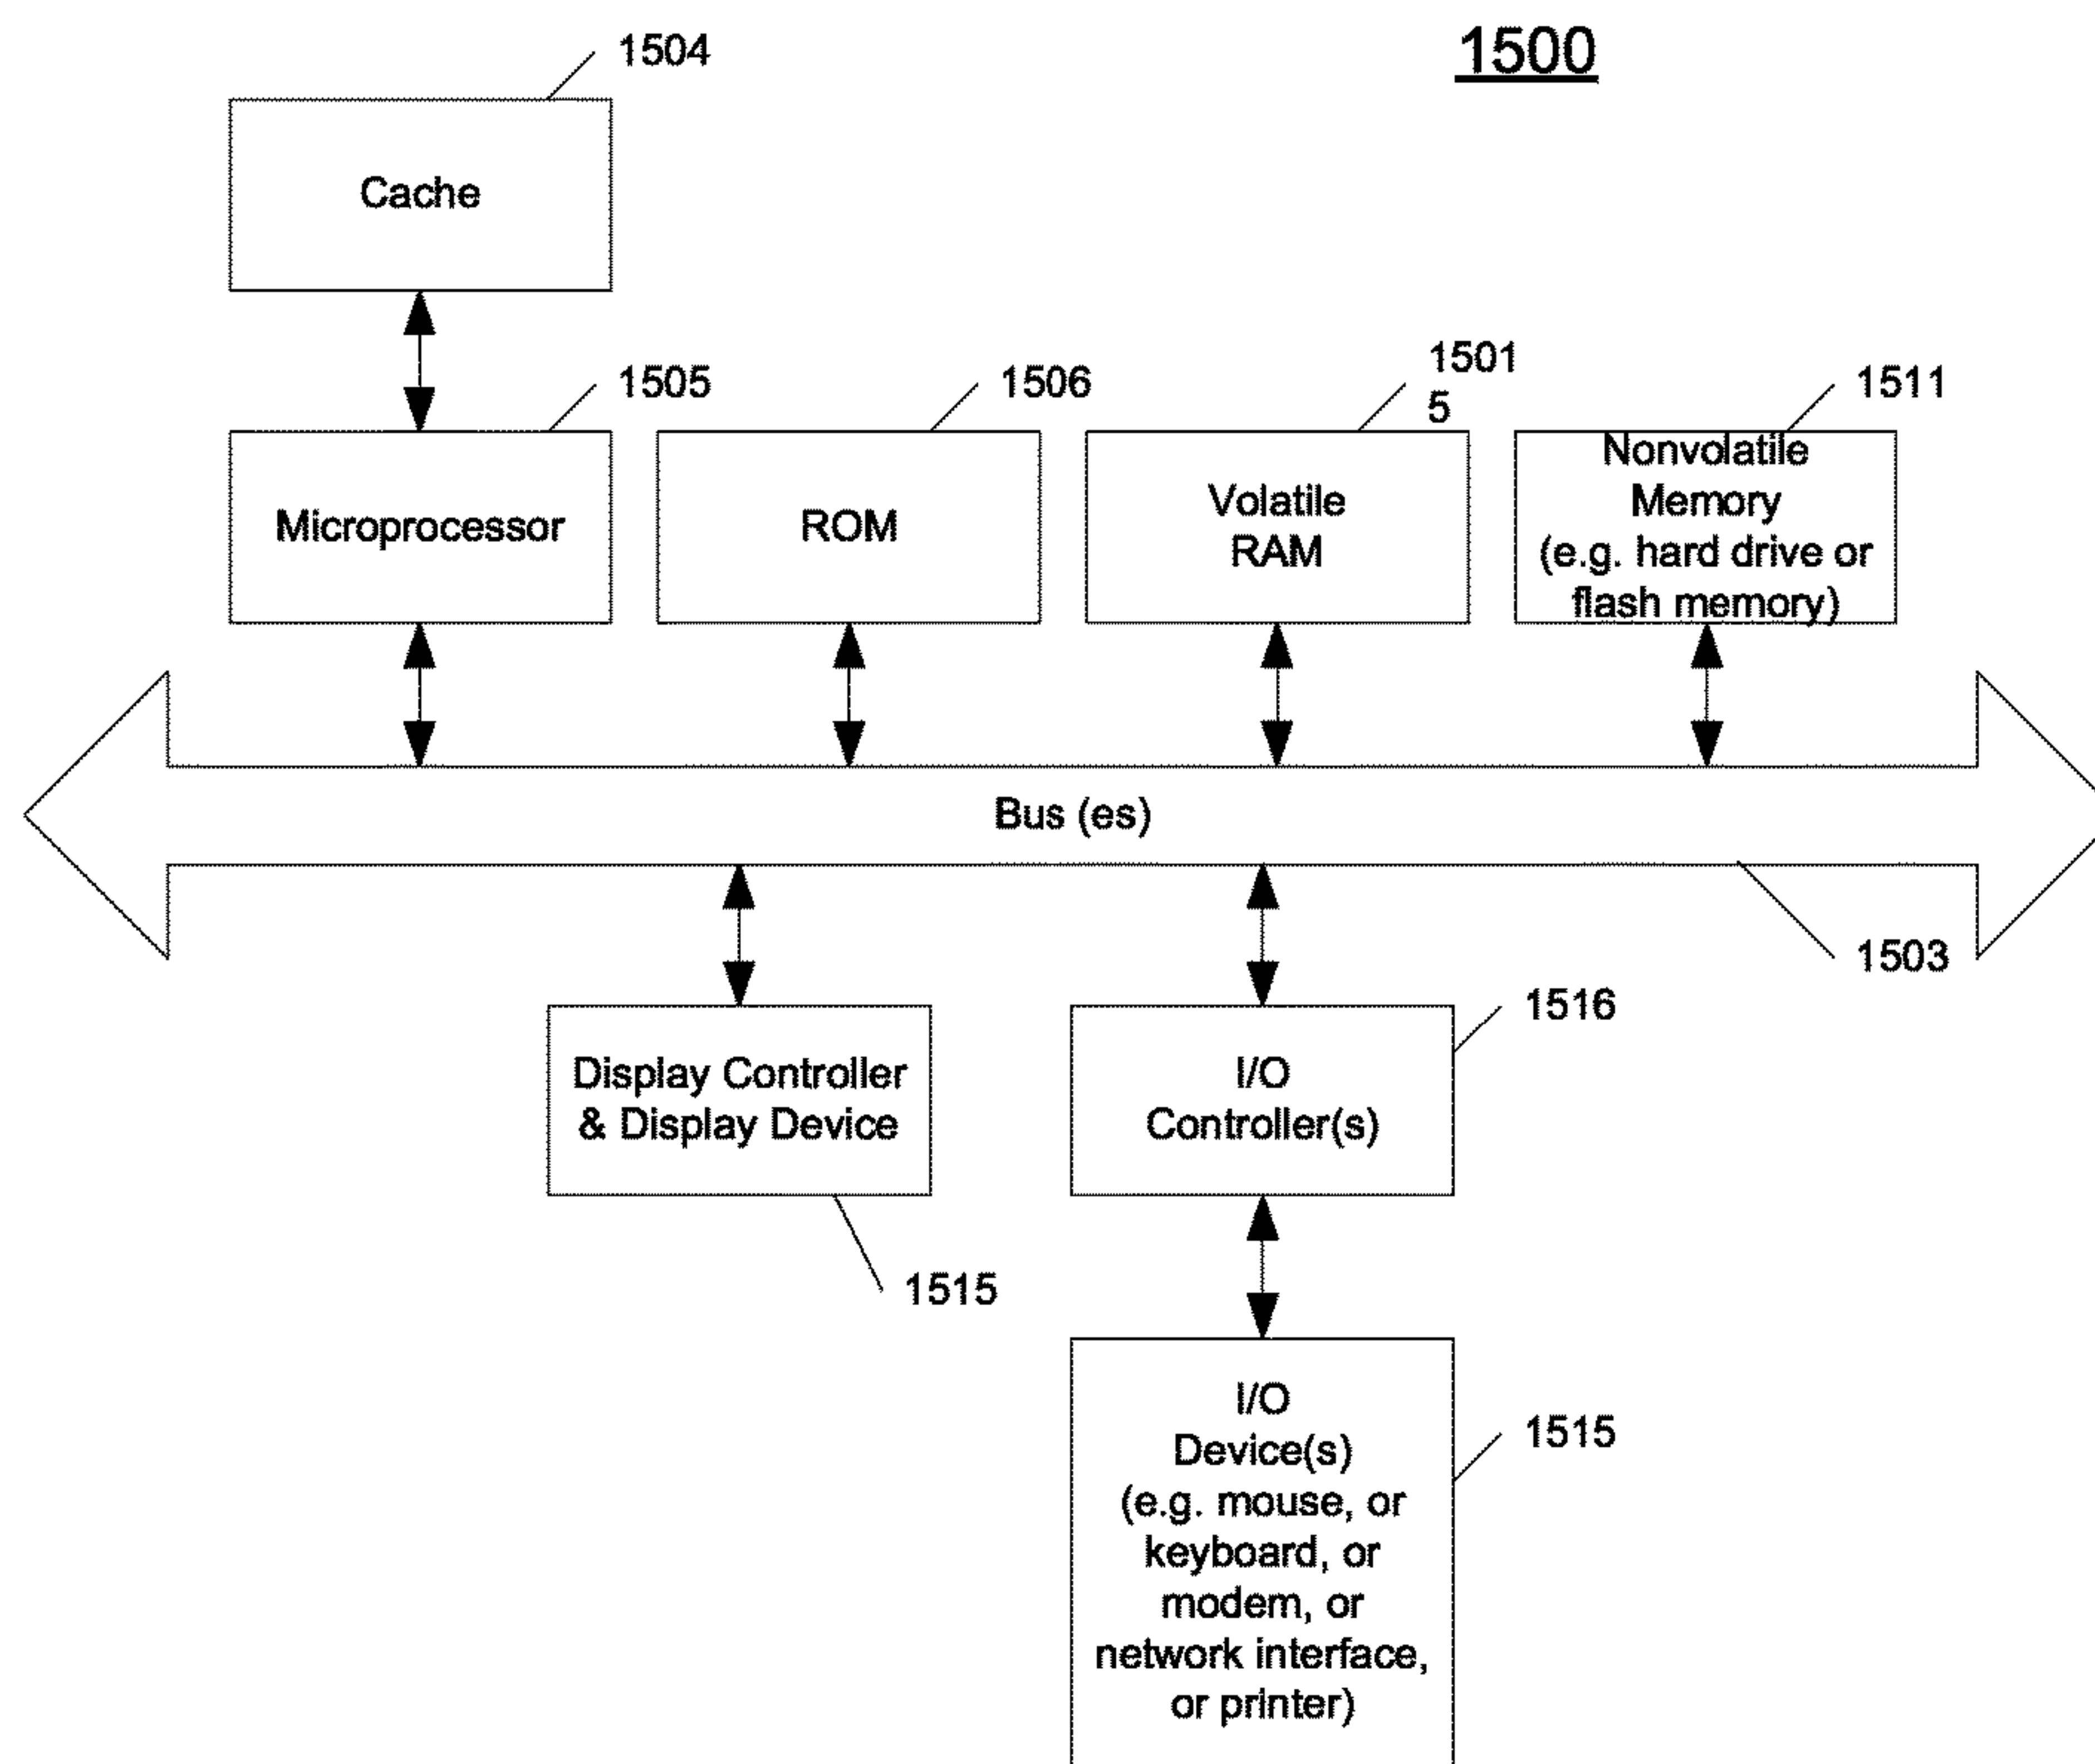 1500
1504
Cache
1505
1506
1501
5
1511
Microprocessor
ROM
Volatile
RAM
Nonvolatile
Memory
(e.g. hard drive or
flash memory)
Bus (es)
1503
Display Controller
& Display Device
1515
I/O
Controller(s)
1516
I/O
Device(s)
(e.g. mouse, or
keyboard, or
modem, or
network interface,
or printer)
1515